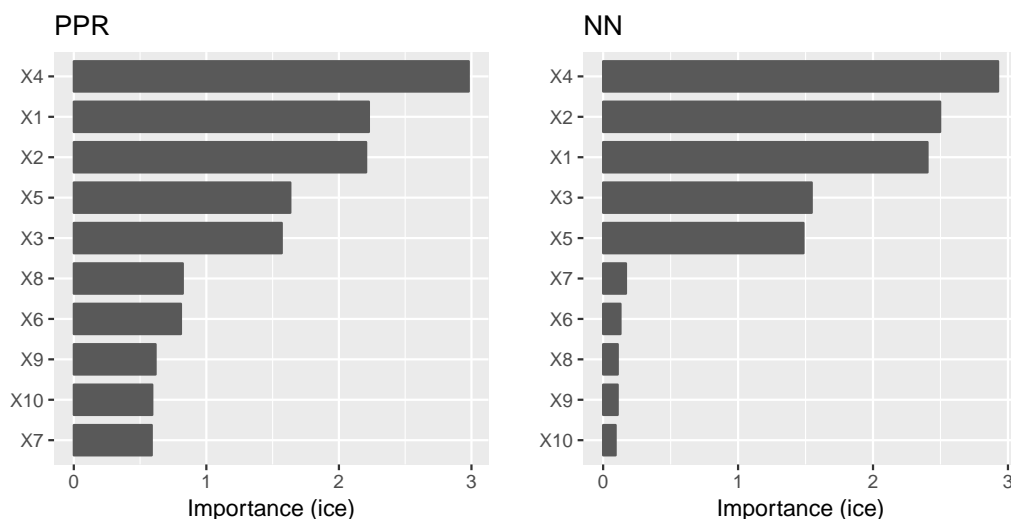 PPR
X4
X1
X2
X5
X3
X8
X6
X9
X10
X7
0 1 2 3
Importance (ice)
NN
X4
X2
X1
X3
X5
X7
X6
X8
X9
X10
0 1 2 3
Importance (ice)